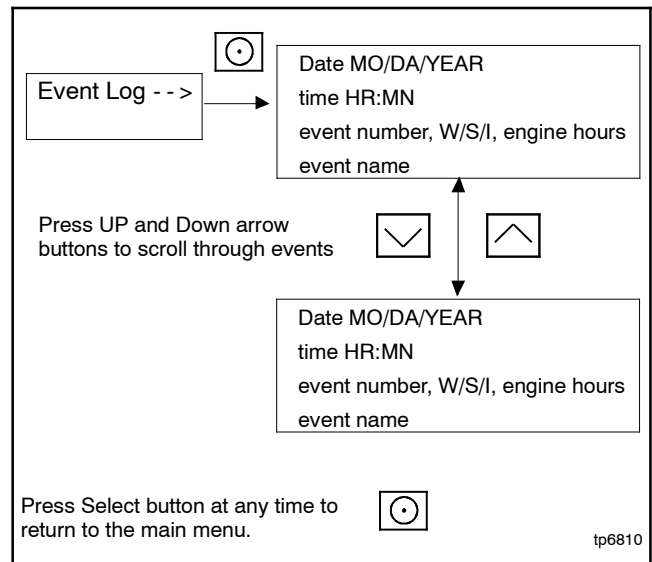 Event Log - - >
Date MO/DA/YEAR
time HR:MN
event number, W/S/I, engine hours
event name
Press UP and Down arrow
buttons to scroll through events
Date MO/DA/YEAR
time HR:MN
event number, W/S/I, engine hours
event name
Press Select button at any time to
return to the main menu.
tp6810